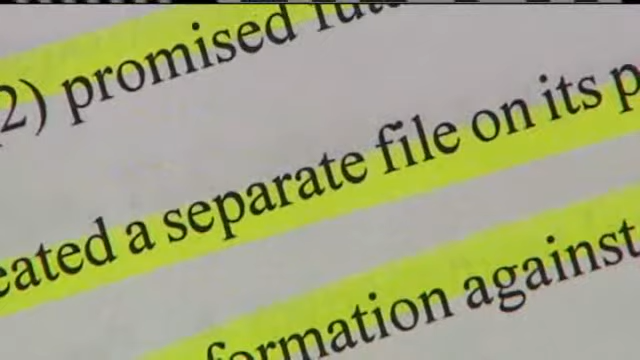 2) promised
eated a separate file on its p
formation against